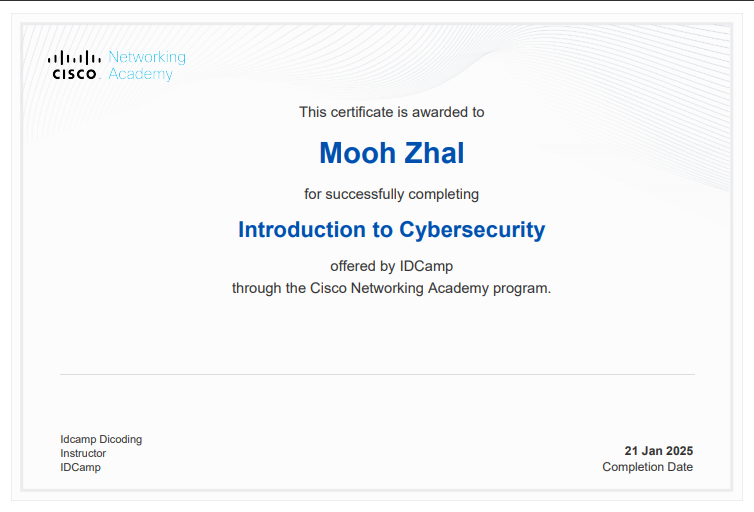 Networking
CISCO. Academy
This certificate is awarded to
Mooh Zhal
for successfully completing
Introduction to Cybersecurity
offered by IDCamp
through the Cisco Networking Academy program.
Idcamp Dicoding
Instructor
IDCamp
21 Jan 2025
Completion Date